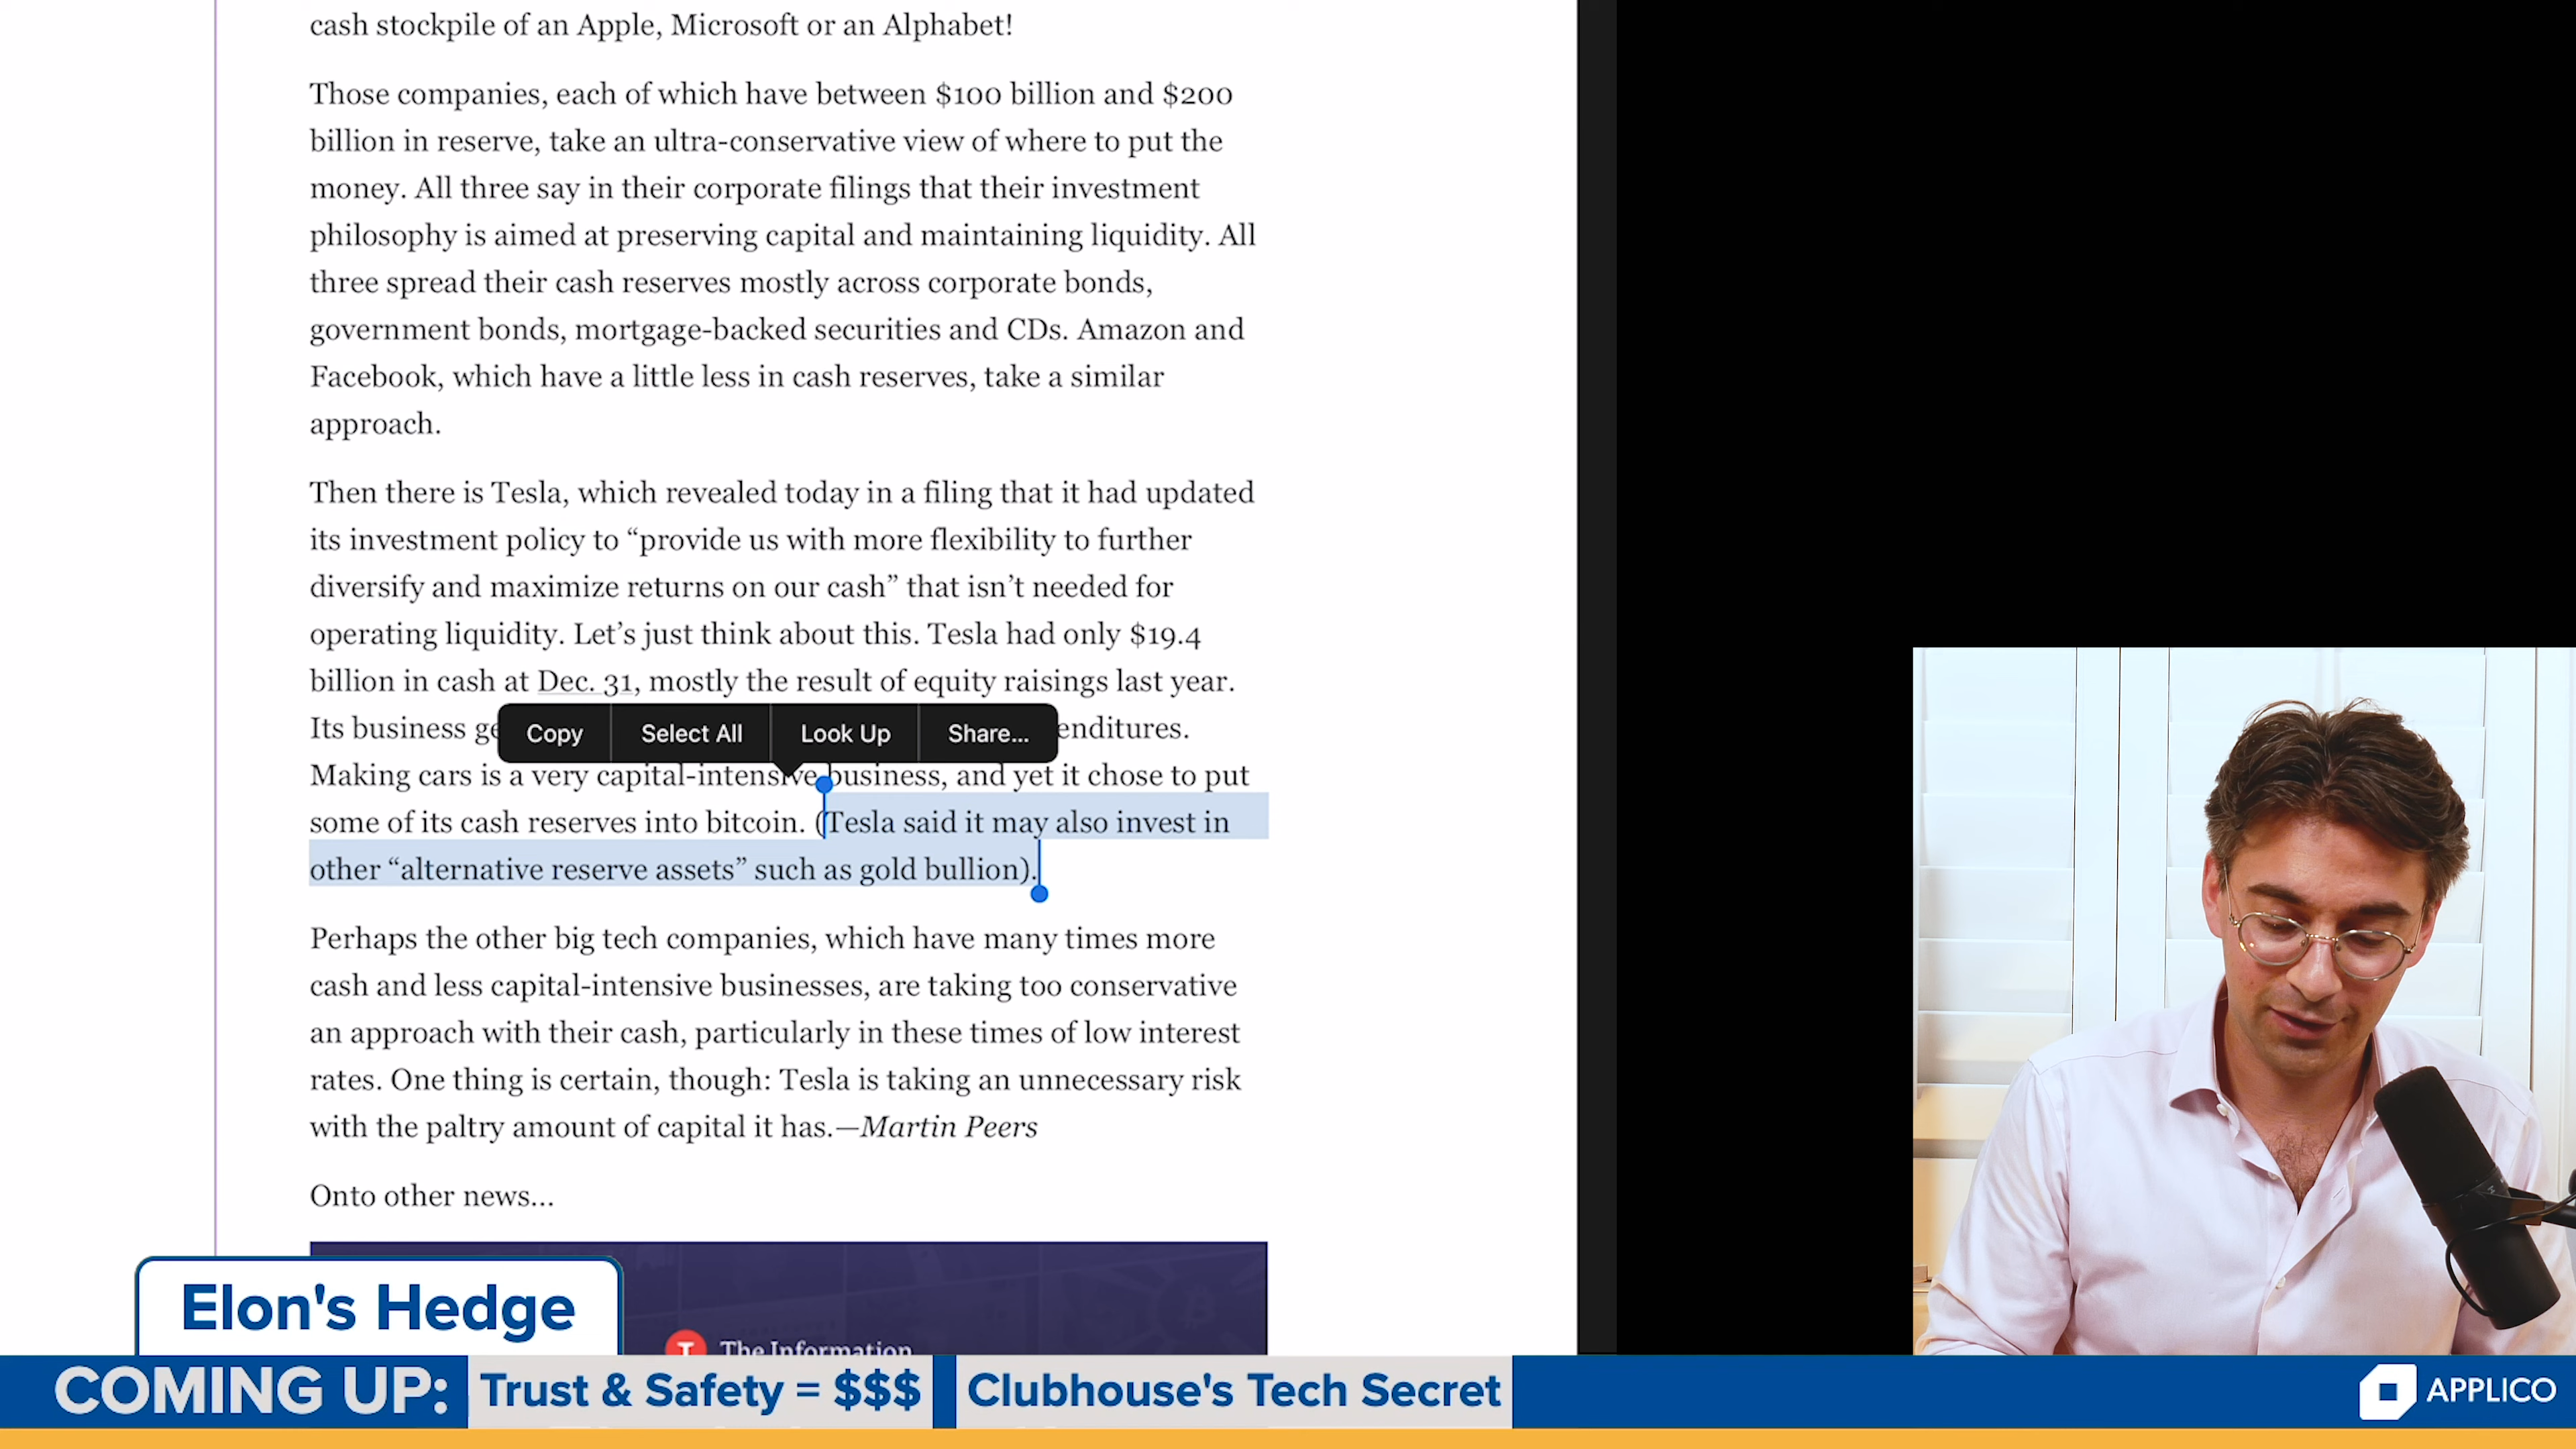 cash stockpile of an Apple, Microsoft or an Alphabet!
Those companies, each of which have between $100 billion and $200
billion in reserve, take an ultra-conservative view of where to put the
money. All three say in their corporate filings that their investment
philosophy is aimed at preserving capital and maintaining liquidity. All
three spread their cash reserves mostly across corporate bonds,
government bonds, mortgage-backed securities and CDs. Amazon and
Facebook, which have a little less in cash reserves, take a similar
approach.
Then there is Tesla, which revealed today in a filing that it had updated
its investment policy to “provide us with more flexibility to further
diversify and maximize returns on our cash” that isn’t needed for
operating liquidity. Let’s just think about this. Tesla had only $19.4
billion in cash at Dec. 31, mostly the result of equity raisings last year.
Its business ge
Copy Select All Look Up Share...
enditures.
Making cars is a very capital-intensive business, and yet it chose to put
some of its cash reserves into bitcoin. (Tesla said it may also invest in
other “alternative reserve assets” such as gold bullion).
Perhaps the other big tech companies, which have many times more
cash and less capital-intensive businesses, are taking too conservative
an approach with their cash, particularly in these times of low interest
rates. One thing is certain, though: Tesla is taking an unnecessary risk
with the paltry amount of capital it has.—Martin Peers
Onto other news...
Elon's Hedge
The Information
COMING UP: Trust & Safety = $$$ Clubhouse's Tech Secret
APPLICO